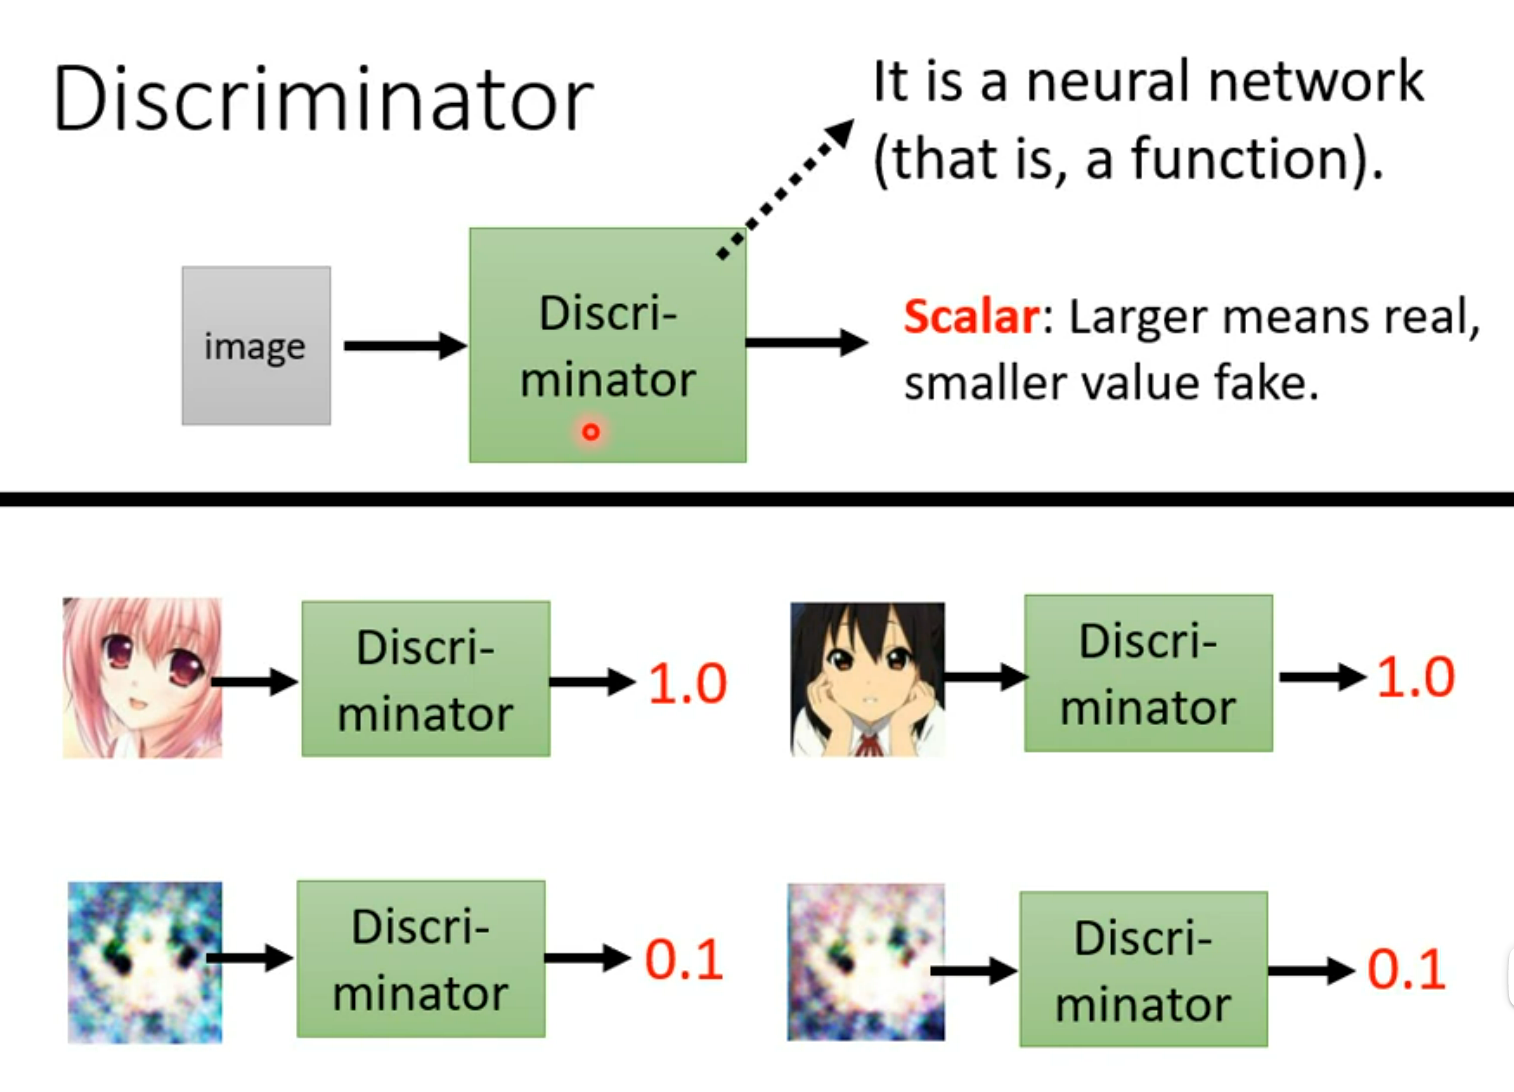 Discriminator
It is a neural network
(that is, a function).
image
Discri-
minator
Scalar: Larger means real,
smaller value fake.
Discri-
minator
1.0
Discri-
minator
1.0
Discri-
minator
0.1
Discri-
minator
0.1